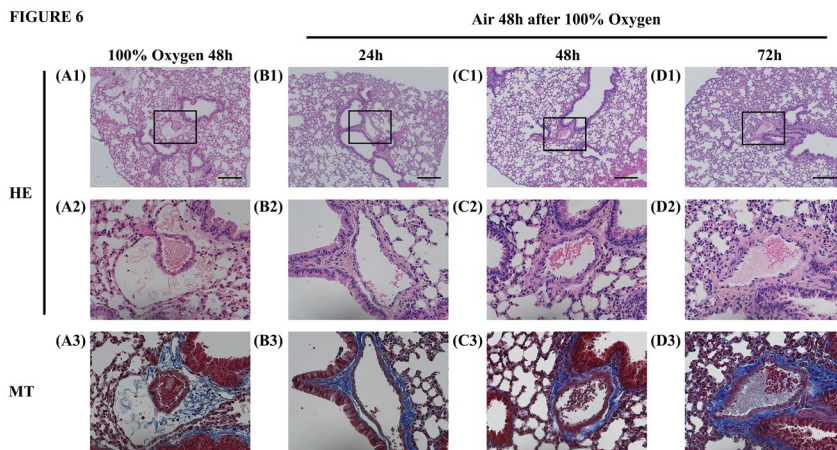 FIGURE 6
Air 48h after 100% Oxygen
100% Oxygen 48h 24h 48h 72h
(A1) (B1) (C1) (D1)
HE
(A2) (B2) (C2) (D2)
(A3) (B3) (C3) (D3)
MT